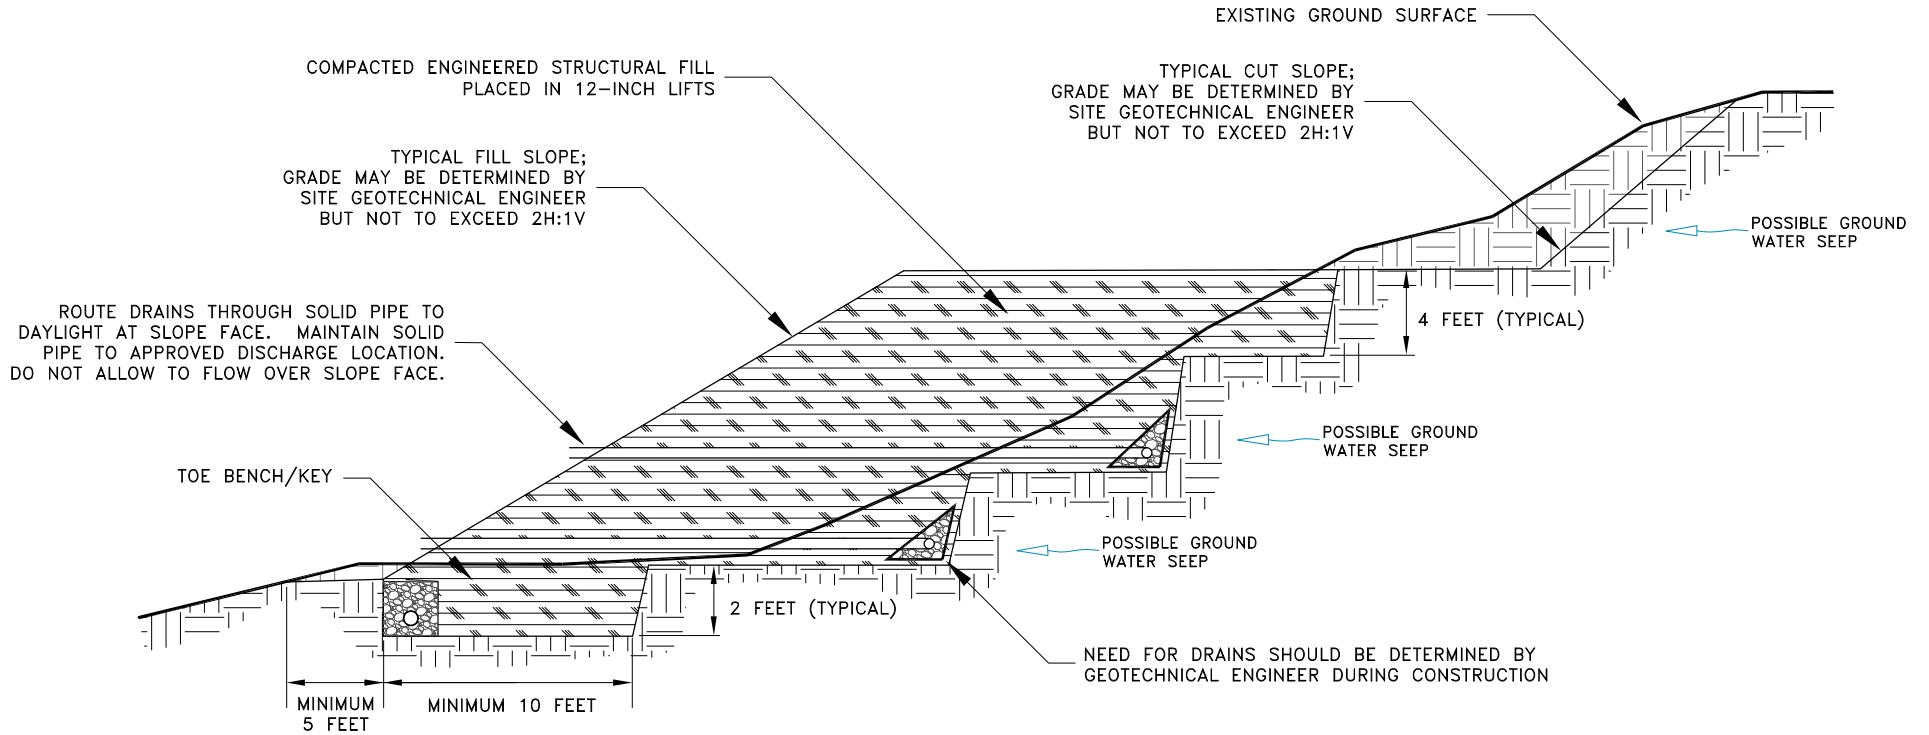 EXISTING GROUND SURFACE
COMPACTED ENGINEERED STRUCTURAL FILL
PLACED IN 12-INCH LIFTS
TYPICAL CUT SLOPE;
GRADE MAY BE DETERMINED BY
SITE GEOTECHNICAL ENGINEER
BUT NOT TO EXCEED 2H:1V
TYPICAL FILL SLOPE;
GRADE MAY BE DETERMINED BY
SITE GEOTECHNICAL ENGINEER
BUT NOT TO EXCEED 2H:1V
POSSIBLE GROUND
WATER SEEP
ROUTE DRAINS THROUGH SOLID PIPE TO
DAYLIGHT AT SLOPE FACE. MAINTAIN SOLID
PIPE TO APPROVED DISCHARGE LOCATION.
DO NOT ALLOW TO FLOW OVER SLOPE FACE.
4 FEET (TYPICAL)
POSSIBLE GROUND
WATER SEEP
TOE BENCH/KEY
POSSIBLE GROUND
WATER SEEP
2 FEET (TYPICAL)
NEED FOR DRAINS SHOULD BE DETERMINED BY
GEOTECHNICAL ENGINEER DURING CONSTRUCTION
MINIMUM
5 FEET
MINIMUM 10 FEET